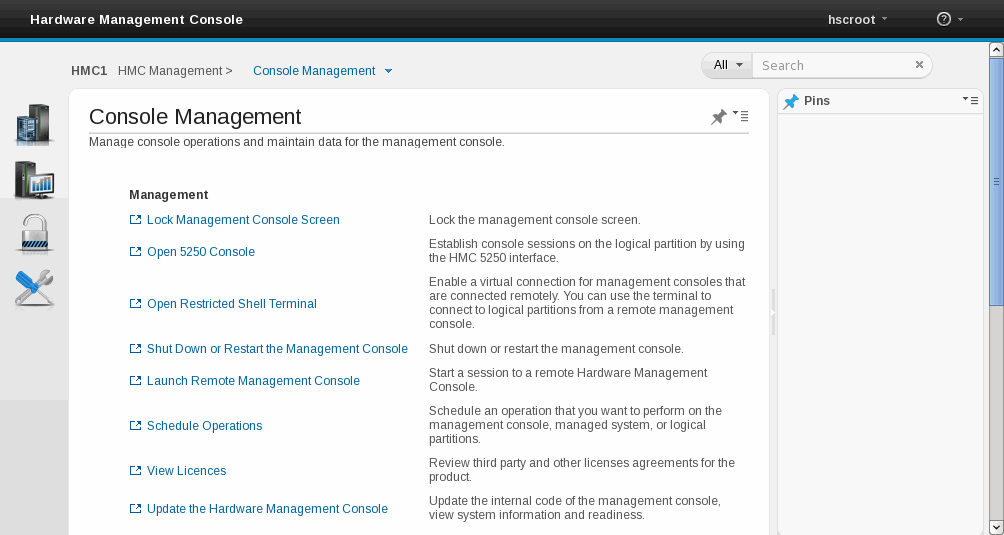 Hardware Management Console
hscroot
?
HMC1 HMC Management > Console Management
All Search
Console Management
Manage console operations and maintain data for the management console.
Pins
Management
Lock Management Console Screen
Lock the management console screen.
Open 5250 Console
Establish console sessions on the logical partition by using
the HMC 5250 interface.
Open Restricted Shell Terminal
Enable a virtual connection for management consoles that
are connected remotely. You can use the terminal to
connect to logical partitions from a remote management
console.
Shut Down or Restart the Management Console
Shut down or restart the management console.
Launch Remote Management Console
Start a session to a remote Hardware Management
Console.
Schedule Operations
Schedule an operation that you want to perform on the
management console, managed system, or logical
partitions.
View Licences
Review third party and other licenses agreements for the
product.
Update the Hardware Management Console
Update the internal code of the management console,
view system information and readiness.